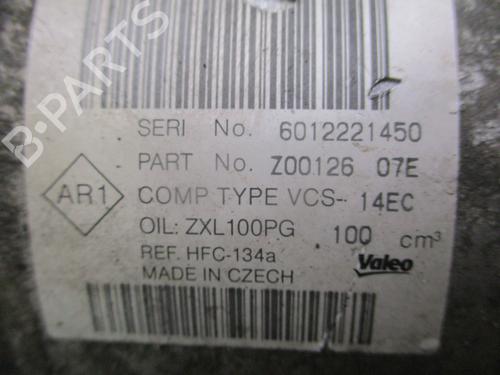 B-PARTS
SERI No. 6012221450
PART No. Z00126 07E
AR1 COMP TYPE VCS- 14EC
OIL: ZXL100PG 100 cm³
REF. HFC-134a
MADE IN CZECH
Valeo